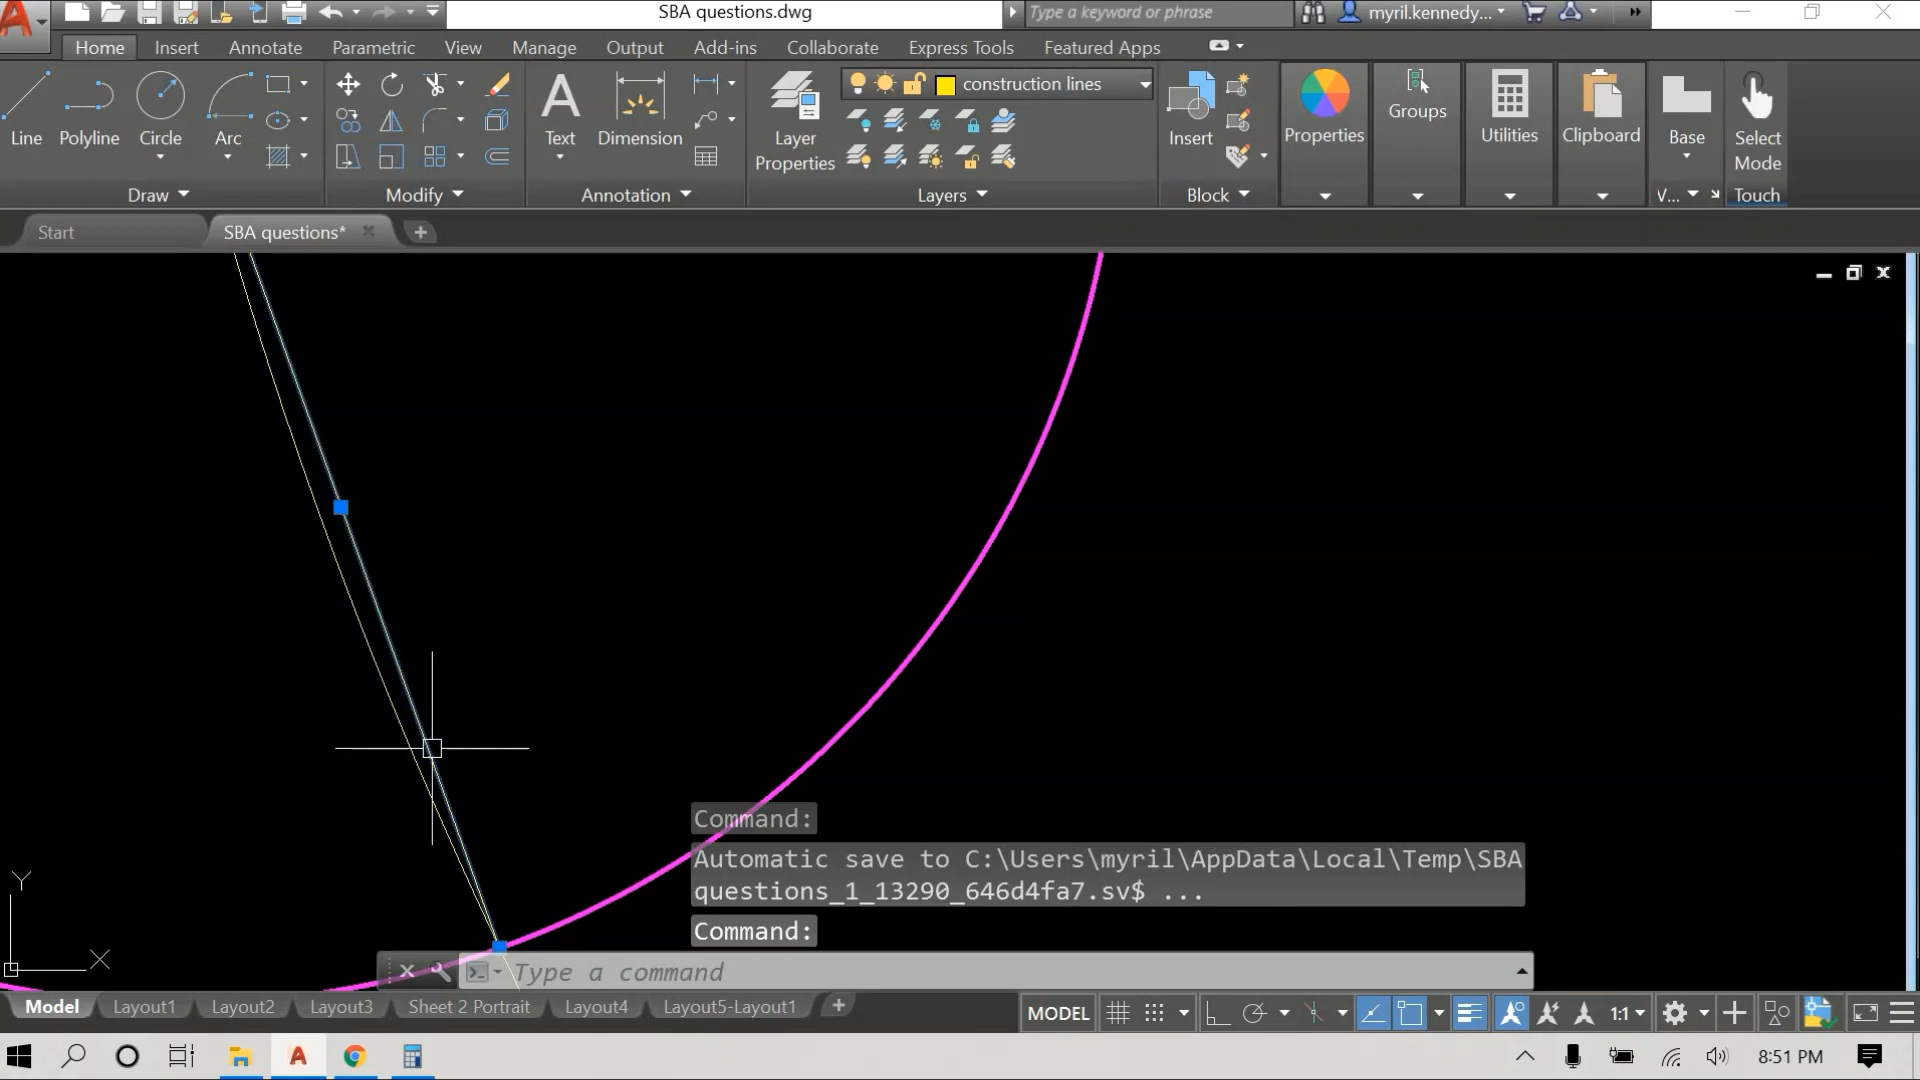 SBA questions.dwg
Type a keyword or phrase
myril.kennedy...
Home Insert Annotate Parametric View Manage Output Add-ins Collaborate Express Tools Featured Apps
construction lines
Line Polyline Circle Arc
Text Dimension
Layer
Properties
Insert
Properties
Groups
Utilities
Clipboard
Base
Select
Mode
Draw Modify Annotation Layers Block V... Touch
Start
SBA questions*
Command:
Automatic save to C:\Users\myril\AppData\Local\Temp\SBA
questions_1_13290_646d4fa7.sv$ ...
Command:
Y
X
Type a command
Model Layout1 Layout2 Layout3 Sheet 2 Portrait Layout4 Layout5-Layout1
MODEL
1:1
8:51 PM